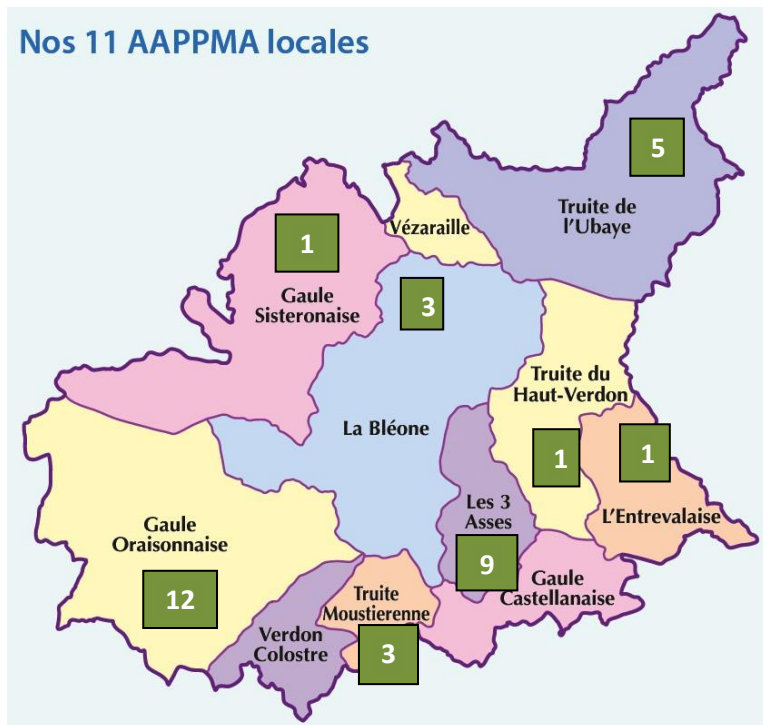 Nos 11 AAPPMA locales
5
Truite de
l'Ubaye
Vézaraille
1
Gaule
Sisteronaise
3
Truite du
Haut-Verdon
La Bléone
1
1
Les 3
Asses
L'Entrevalaise
Gaule
Oraisonnaise
9
Gaule
Castellanaise
12
Truite
Moustierenne
Verdon
Colostre
3